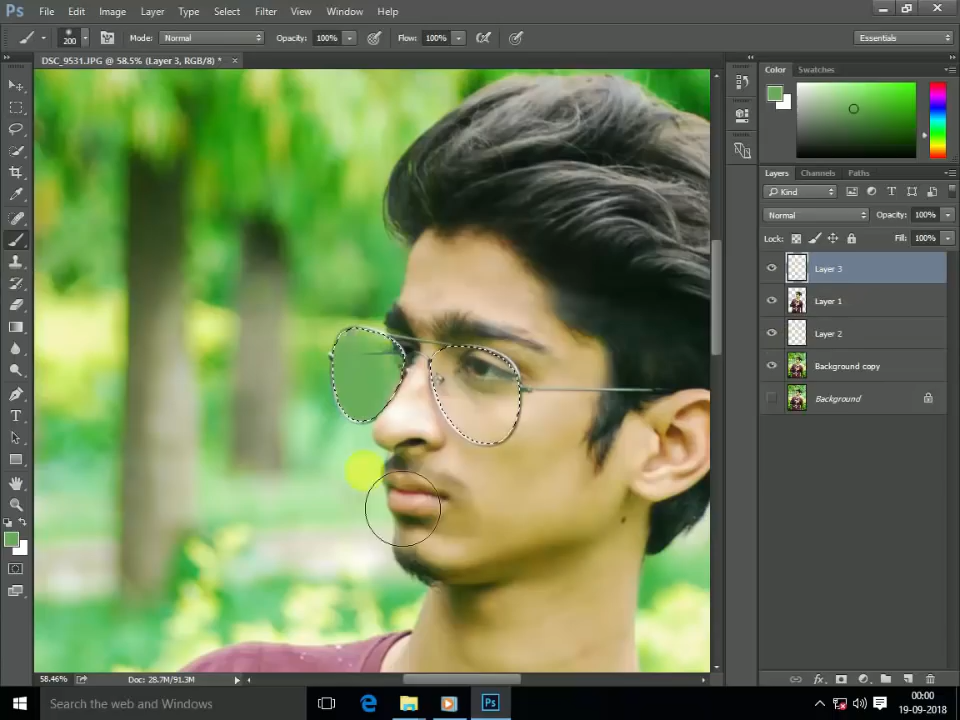 Ps File Edit Image Layer Type Select Filter 3D View Window Help
200 Mode: Normal Opacity: 100% Flow: 100% Essentials
DSC_9531.JPG @ 58.5% (Layer 3, RGB/8) * ×
Color Swatches
Layers Channels Paths
Kind T
Normal Opacity: 100%
Lock: Fill: 100%
Layer 3
Layer 1
Layer 2
Background copy
Background
58.46% Doc: 28.7M/91.3M fx
Search the web and Windows Ps 00:00
19-09-2018